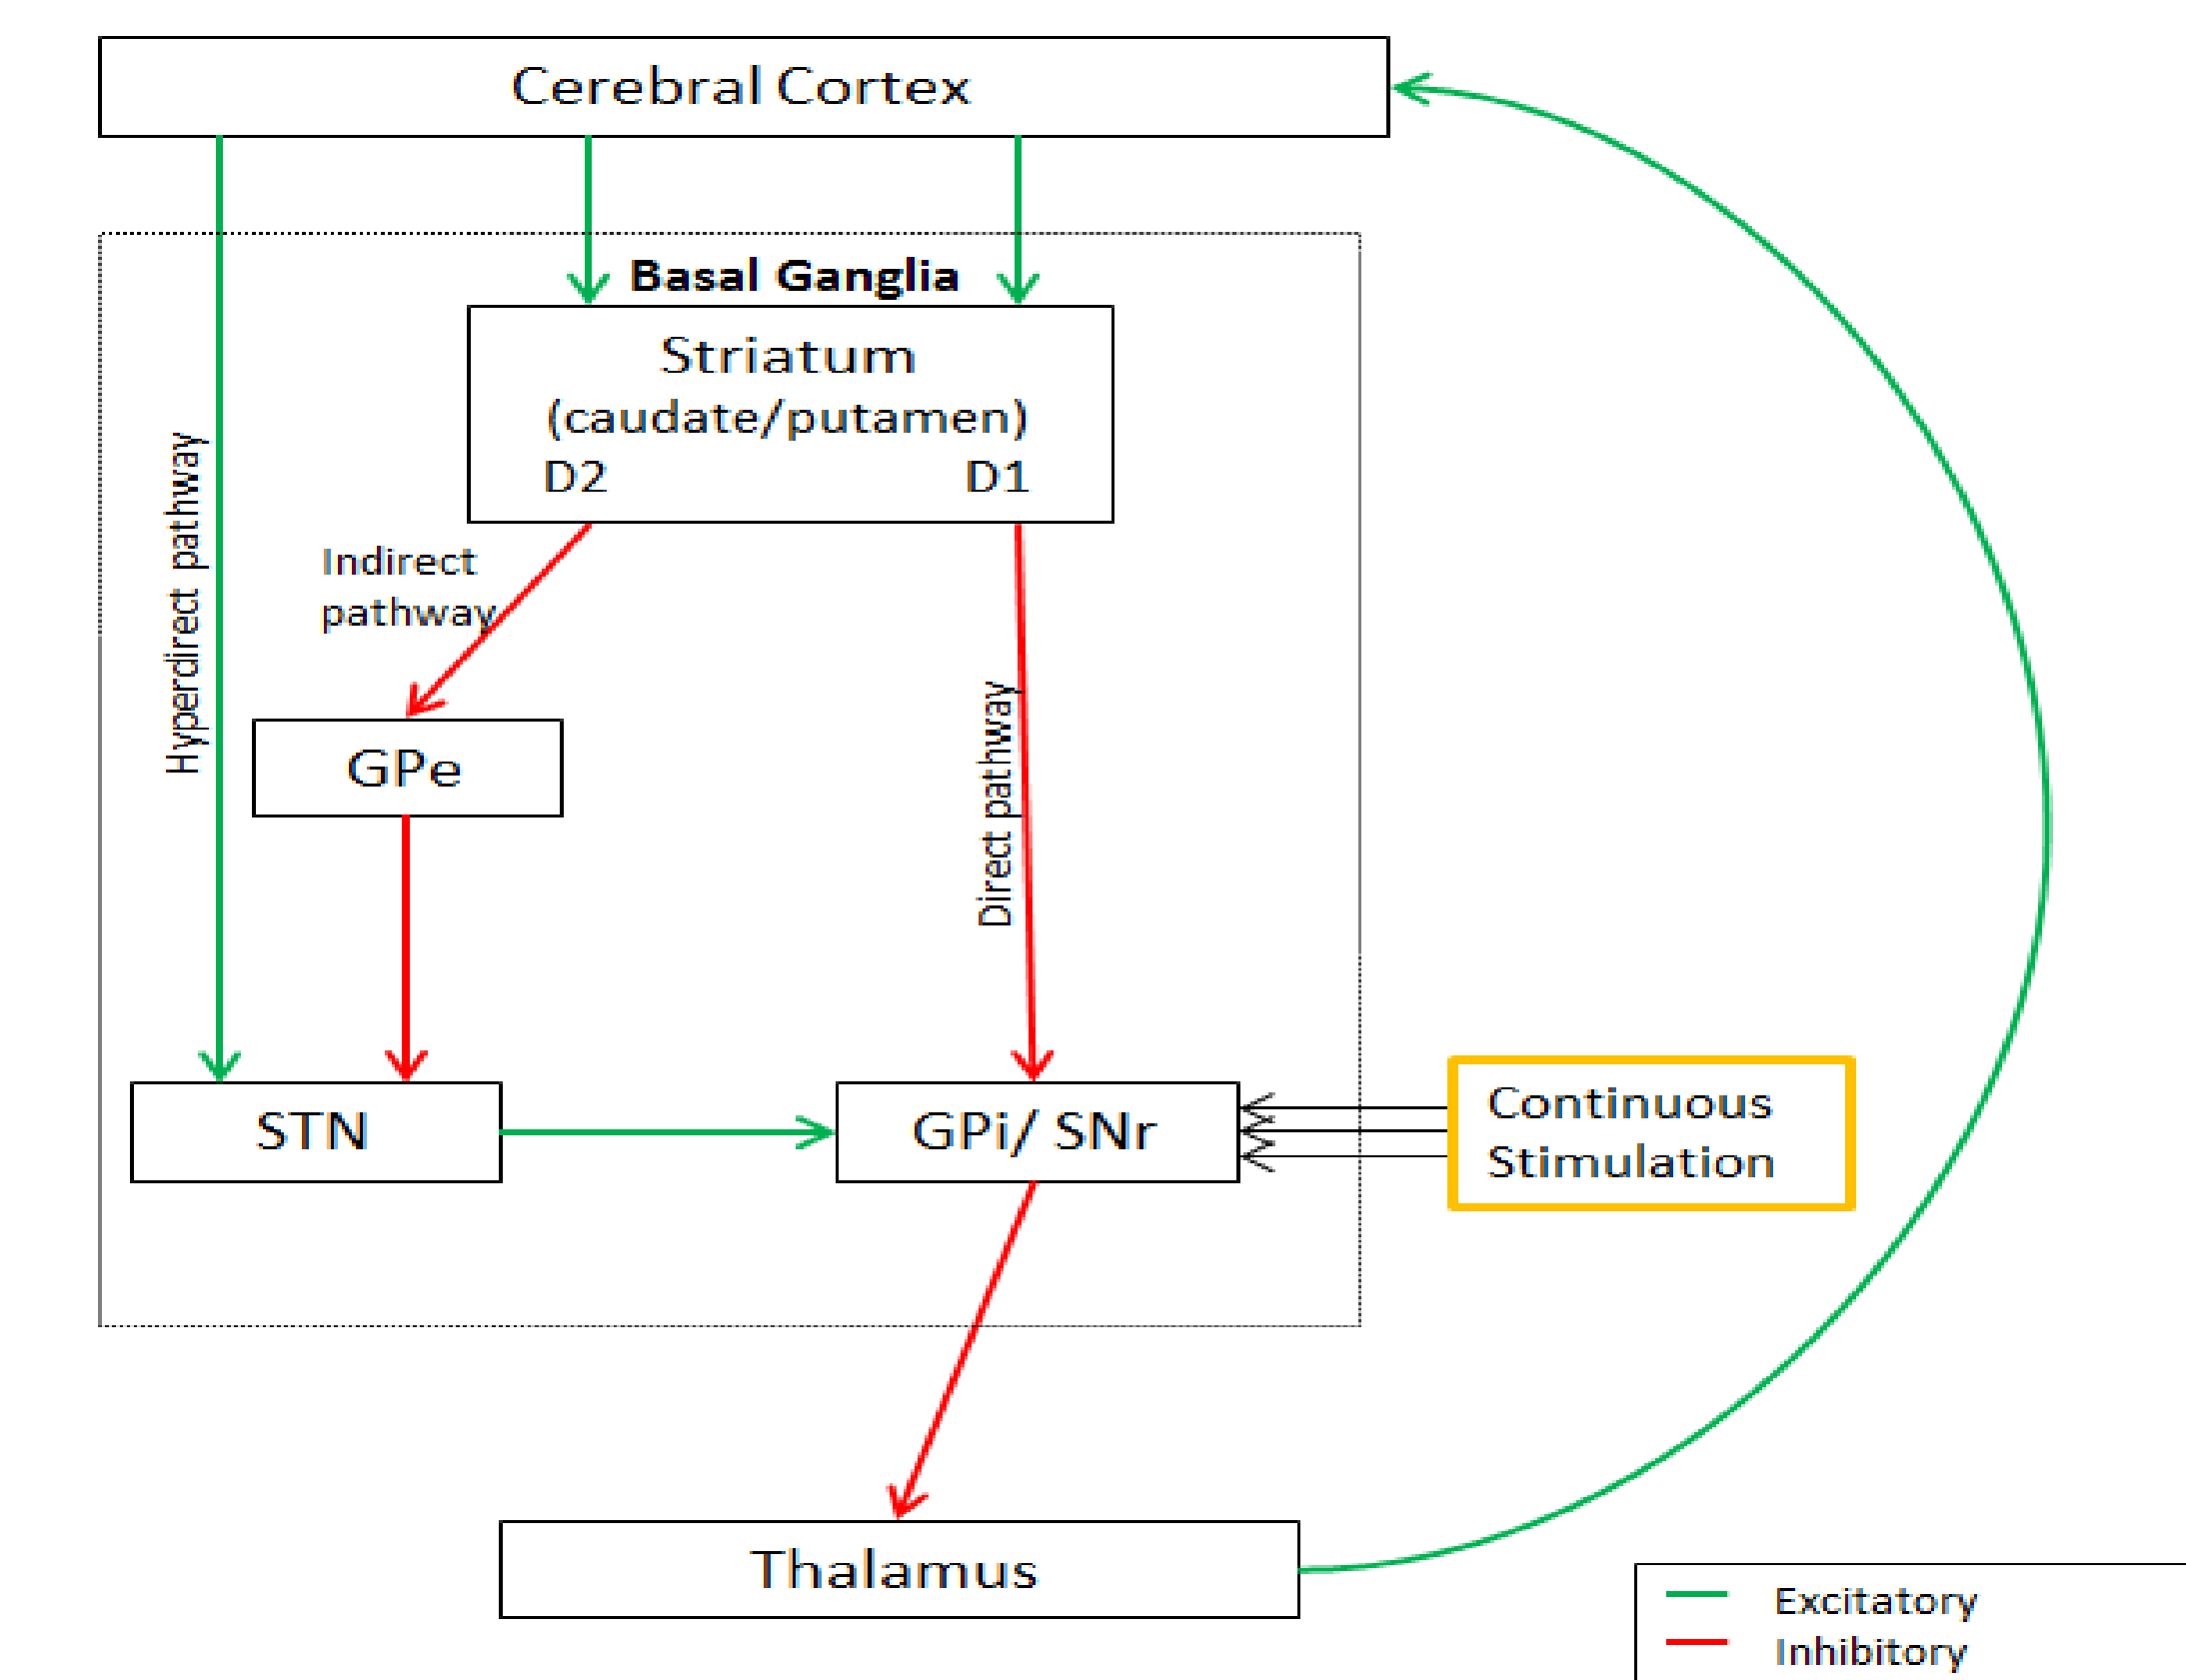 Cerebral Cortex
Basal Ganglia
Striatum
(caudate/putamen)
D2 D1
Hyperdirect pathway
Indirect
pathway
Direct pathway
GPe
STN
GPi/ SNr
Continuous
Stimulation
Thalamus
Excitatory
Inhibitory